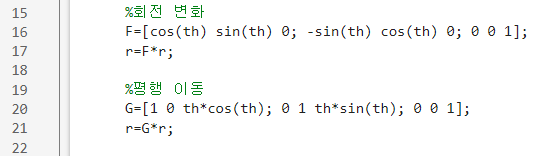 15 %회전 변화
16 F=[cos(th) sin(th) 0; -sin(th) cos(th) 0; 0 0 1];
17 r=F*r;
18
19 %평행 이동
20 G=[1 0 th*cos(th); 0 1 th*sin(th); 0 0 1];
21 r=G*r;
22